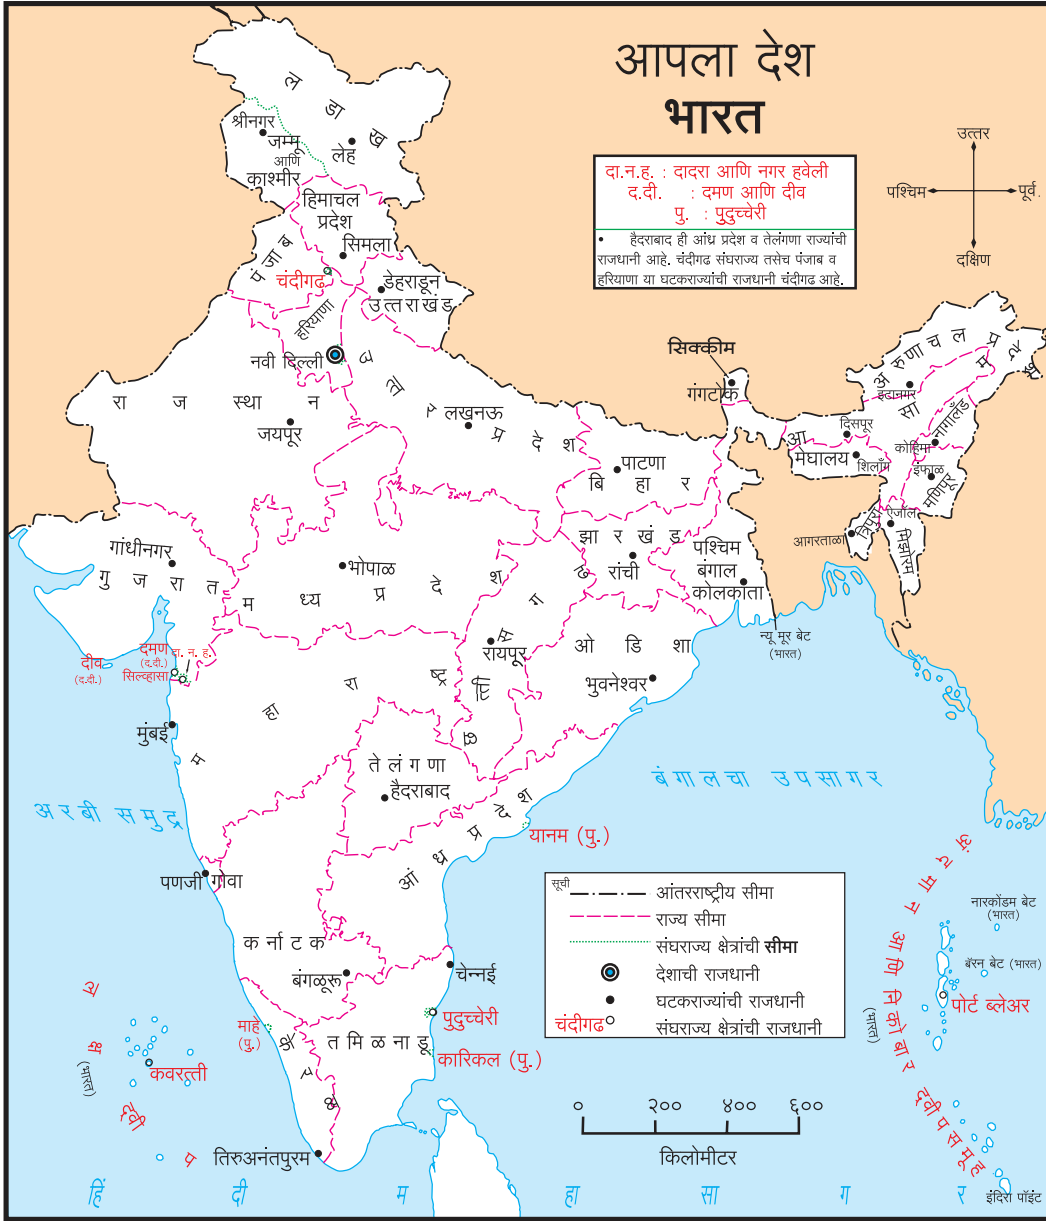 आपला देश
भारत
दा.न.ह. : दादरा आणि नगर हवेली
द.दी. : दमण आणि दीव
पु. : पुदुच्चेरी
• हैदराबाद ही आंध्र प्रदेश व तेलंगणा राज्यांची
राजधानी आहे. चंदीगढ संघराज्य तसेच पंजाब व
हरियाणा या घटकराज्यांची राजधानी चंदीगढ आहे.
उत्तर
पश्चिम
पूर्व.
दक्षिण
लडाख
श्रीनगर
जम्मू
आणि
काश्मीर
लेह
हिमाचल
प्रदेश
सिमला
पंजाब
चंदीगढ
डेहराडून
उत्तराखंड
हरियाणा
नवी दिल्ली
राजस्थान
जयपूर
उत्तर प्रदेश
लखनऊ
सिक्कीम
गंगटोक
अरुणाचल प्रदेश
इटानगर
आसाम
दिसपूर
नागालँड
कोहिमा
मेघालय
शिलाँग
इंफाळ
मणिपूर
त्रिपुरा
आगरताळा
ऐजॉल
मिझोरम
पाटणा
बिहार
झारखंड
रांची
पश्चिम
बंगाल
कोलकाता
न्यू मूर बेट
(भारत)
गांधीनगर
गुजरात
भोपाळ
मध्य प्रदेश
छत्तीसगढ
रायपूर
ओडिशा
भुवनेश्वर
दीव
(द.दी.)
दमण
(द.दी.)
दा. न. ह.
सिल्व्हासा
मुंबई
महाराष्ट्र
तेलंगणा
हैदराबाद
आंध्र प्रदेश
यानम (पु.)
अरबी समुद्र
बंगालचा उपसागर
पणजी
गोवा
कर्नाटक
बंगळूरू
चेन्नई
पुदुच्चेरी
माहे
(पु.)
तमिळनाडू
कारिकल (पु.)
केरळ
तिरुअनंतपुरम
लक्षद्वीप
(भारत)
कवरत्ती
सूची
आंतरराष्ट्रीय सीमा
राज्य सीमा
संघराज्य क्षेत्रांची सीमा
देशाची राजधानी
घटकराज्यांची राजधानी
चंदीगढ संघराज्य क्षेत्रांची राजधानी
० २०० ४०० ६००
किलोमीटर
अंदमान आणि निकोबार द्वीपसमूह
(भारत)
नारकोंडम बेट
(भारत)
बॅरन बेट (भारत)
पोर्ट ब्लेअर
इंदिरा पॉइंट
हिंदी महासागर